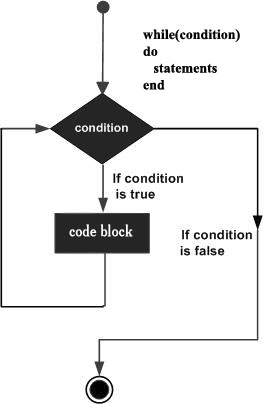 while(condition)
do
statements
end
condition
If condition
is true
code block
If condition
is false